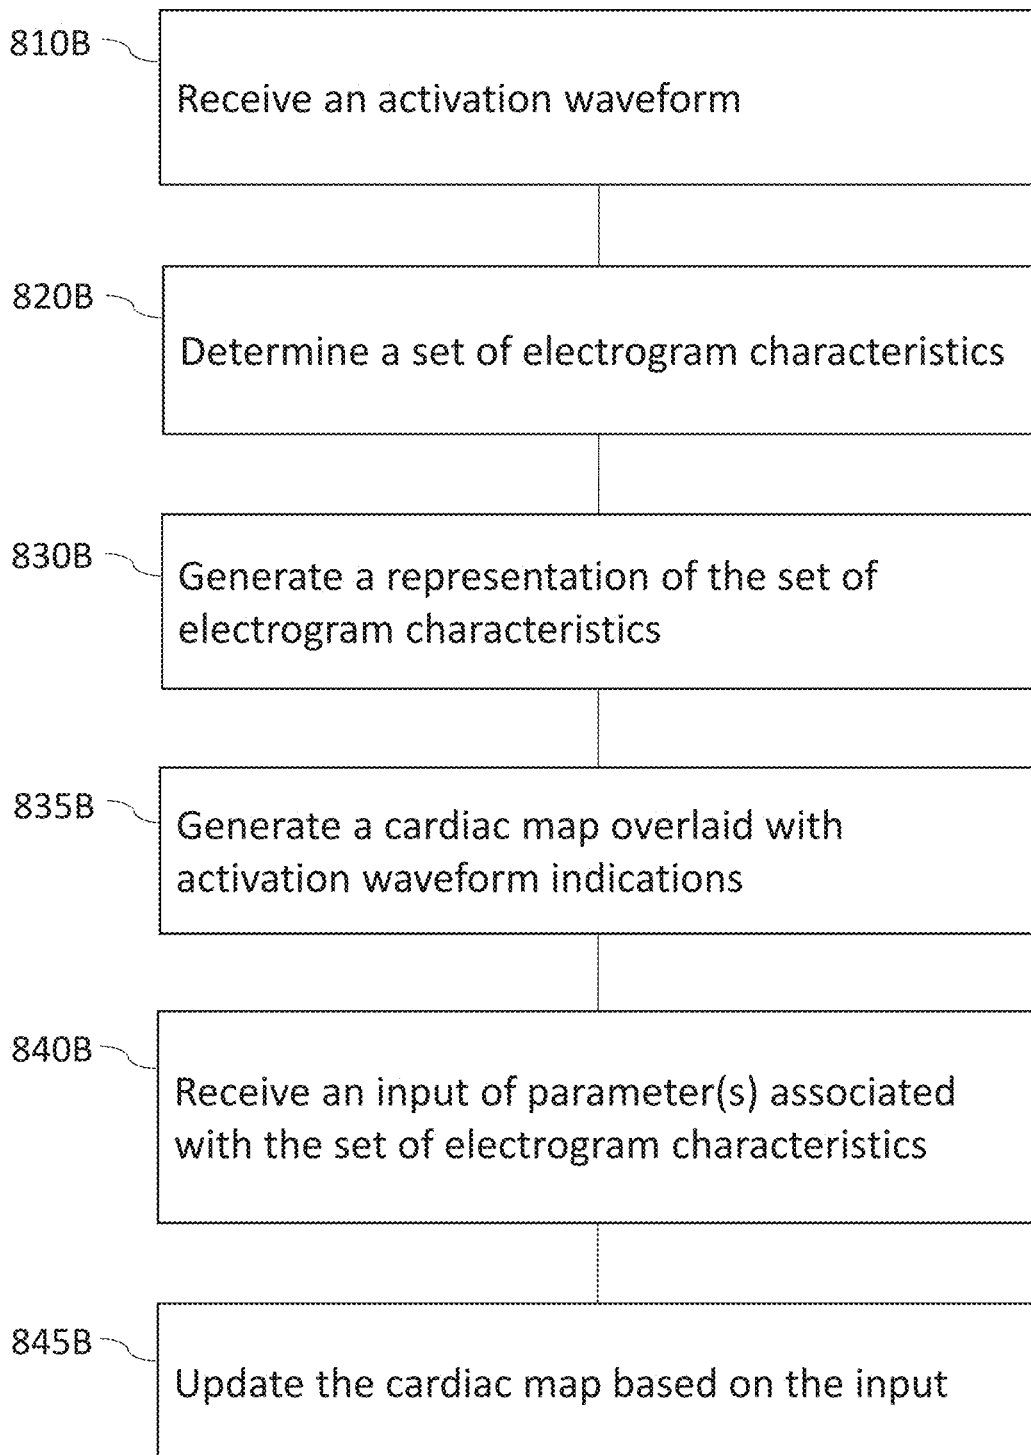 810B
Receive an activation waveform
820B
Determine a set of electrogram characteristics
830B
Generate a representation of the set of
electrogram characteristics
835B
Generate a cardiac map overlaid with
activation waveform indications
840B
Receive an input of parameter(s) associated
with the set of electrogram characteristics
845B
Update the cardiac map based on the input